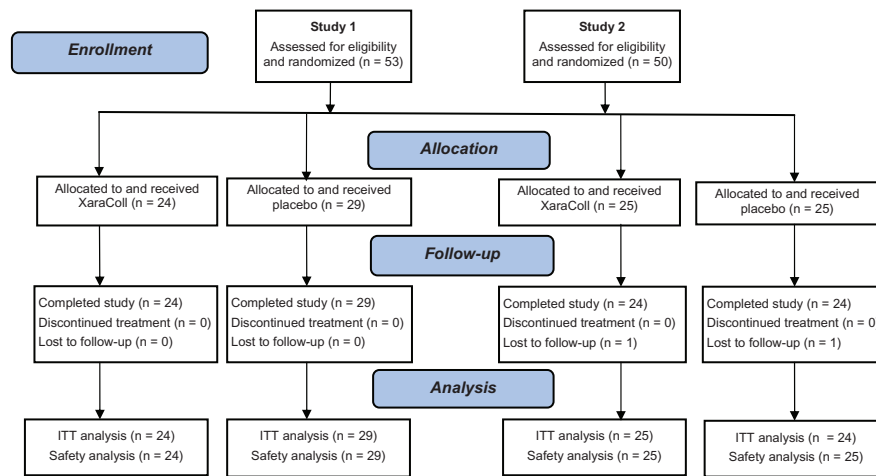 Enrollment
Study 1
Assessed for eligibility
and randomized (n = 53)
Study 2
Assessed for eligibility
and randomized (n = 50)
Allocation
Allocated to and received
XaraColl (n = 24)
Allocated to and received
placebo (n = 29)
Allocated to and received
XaraColl (n = 25)
Allocated to and received
placebo (n = 25)
Follow-up
Completed study (n = 24)
Discontinued treatment (n = 0)
Lost to follow-up (n = 0)
Completed study (n = 29)
Discontinued treatment (n = 0)
Lost to follow-up (n = 0)
Completed study (n = 24)
Discontinued treatment (n = 0)
Lost to follow-up (n = 1)
Completed study (n = 24)
Discontinued treatment (n = 0
Lost to follow-up (n = 1)
Analysis
ITT analysis (n = 24)
Safety analysis (n = 24)
ITT analysis (n = 29)
Safety analysis (n = 29)
ITT analysis (n = 25)
Safety analysis (n = 25)
ITT analysis (n = 24)
Safety analysis (n = 25)